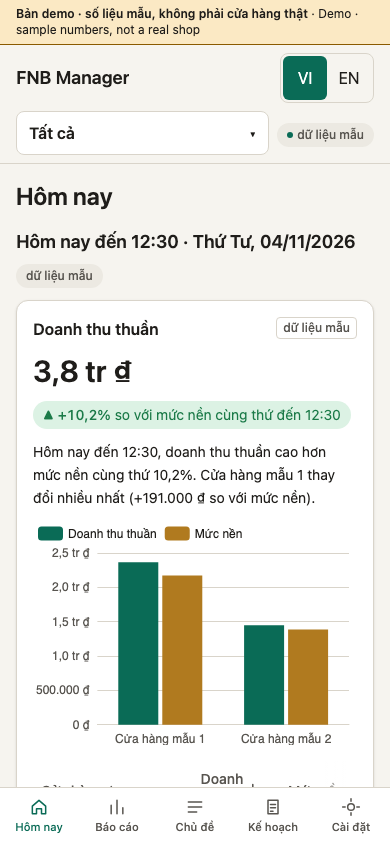 Bản demo · số liệu mẫu, không phải cửa hàng thật · Demo ·
sample numbers, not a real shop
FNB Manager
VI EN
Tất cả
dữ liệu mẫu
Hôm nay
Hôm nay đến 12:30 · Thứ Tư, 04/11/2026
dữ liệu mẫu
Doanh thu thuần
dữ liệu mẫu
3,8 tr ₫
▲ +10,2% so với mức nền cùng thứ đến 12:30
Hôm nay đến 12:30, doanh thu thuần cao hơn
mức nền cùng thứ 10,2%. Cửa hàng mẫu 1 thay
đổi nhiều nhất (+191.000 ₫ so với mức nền).
Doanh thu thuần Mức nền
2,5 tr ₫
2,0 tr ₫
1,5 tr ₫
1,0 tr ₫
500.000 ₫
0 ₫
Cửa hàng mẫu 1 Cửa hàng mẫu 2
Doanh
Hôm nay Báo cáo Chủ đề Kế hoạch Cài đặt